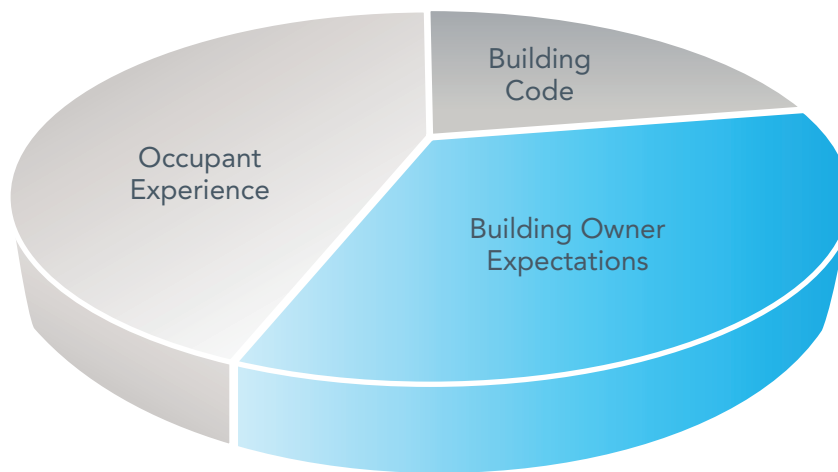 Building
Code
Occupant
Experience
Building Owner
Expectations